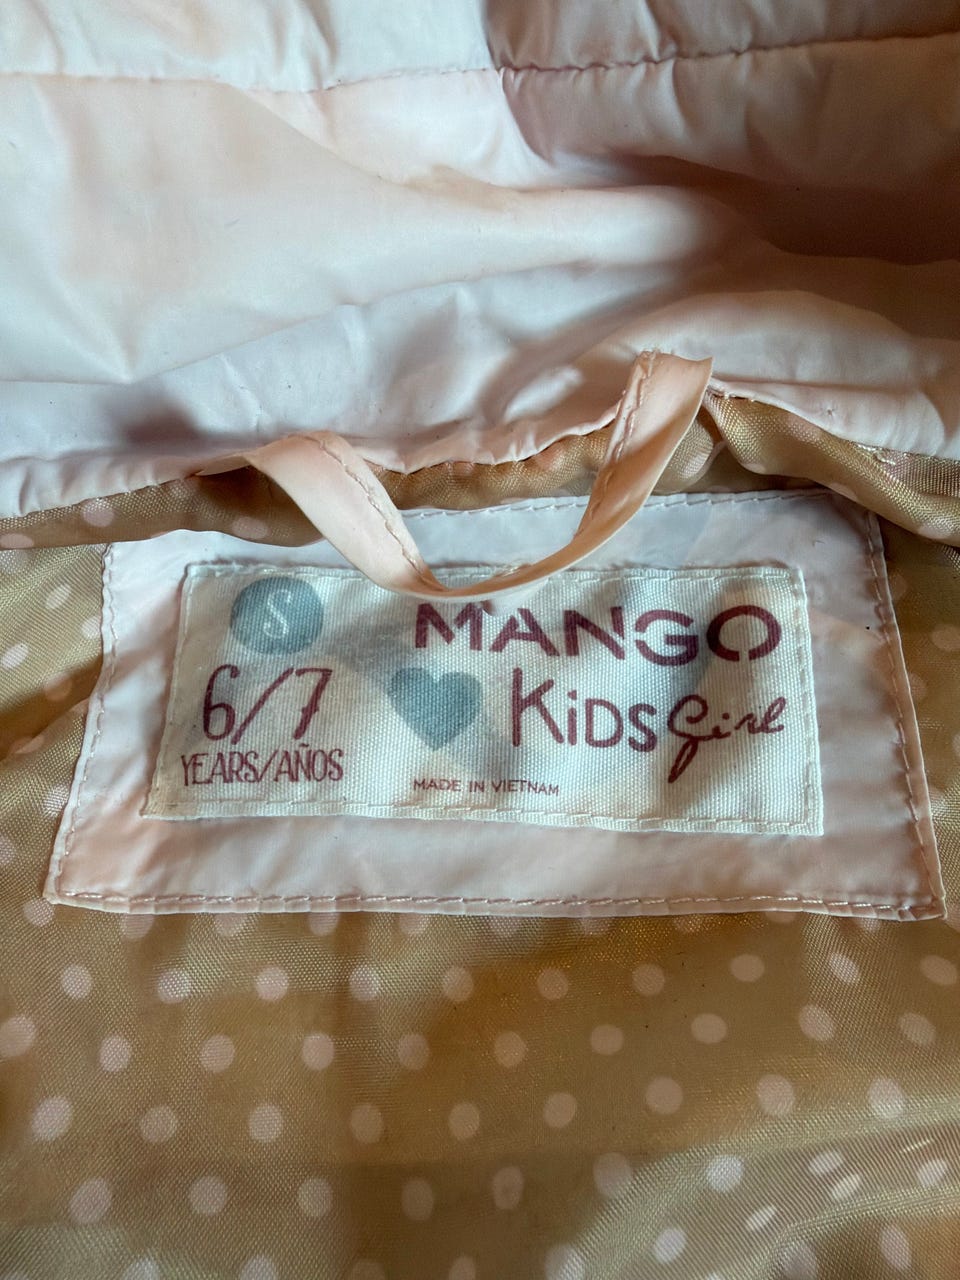 S
6/7
YEARS/AÑOS
MANGO
KiDS Girl
MADE IN VIETNAM